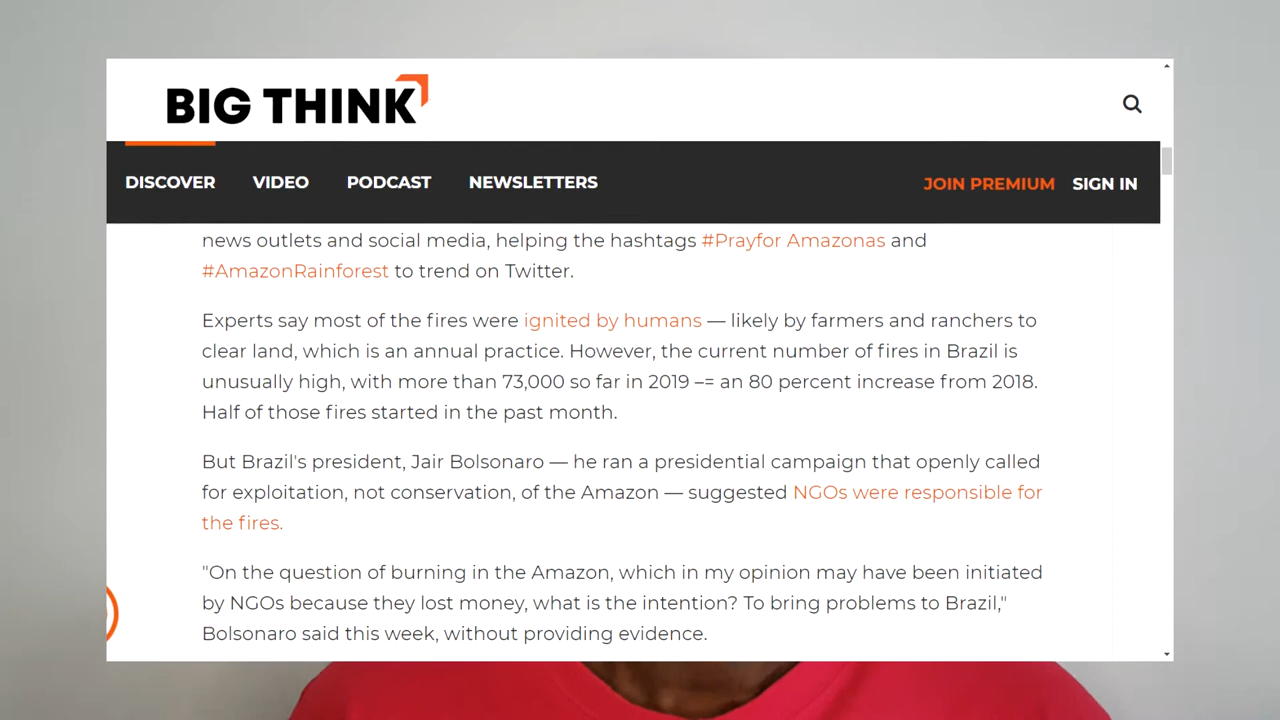 BIG THINK
DISCOVER VIDEO PODCAST NEWSLETTERS JOIN PREMIUM SIGN IN
news outlets and social media, helping the hashtags #Prayfor Amazonas and
#AmazonRainforest to trend on Twitter.
Experts say most of the fires were ignited by humans — likely by farmers and ranchers to
clear land, which is an annual practice. However, the current number of fires in Brazil is
unusually high, with more than 73,000 so far in 2019 –= an 80 percent increase from 2018.
Half of those fires started in the past month.
But Brazil's president, Jair Bolsonaro — he ran a presidential campaign that openly called
for exploitation, not conservation, of the Amazon — suggested NGOs were responsible for
the fires.
"On the question of burning in the Amazon, which in my opinion may have been initiated
by NGOs because they lost money, what is the intention? To bring problems to Brazil,"
Bolsonaro said this week, without providing evidence.